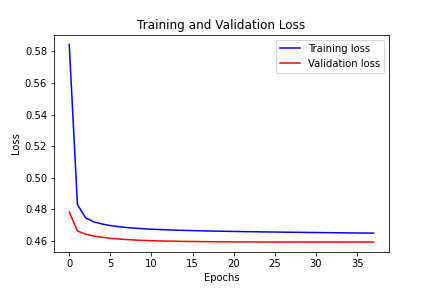 Training and Validation Loss
Training loss
Validation loss
Loss
0.58
0.56
0.54
0.52
0.50
0.48
0.46
0 5 10 15 20 25 30 35
Epochs